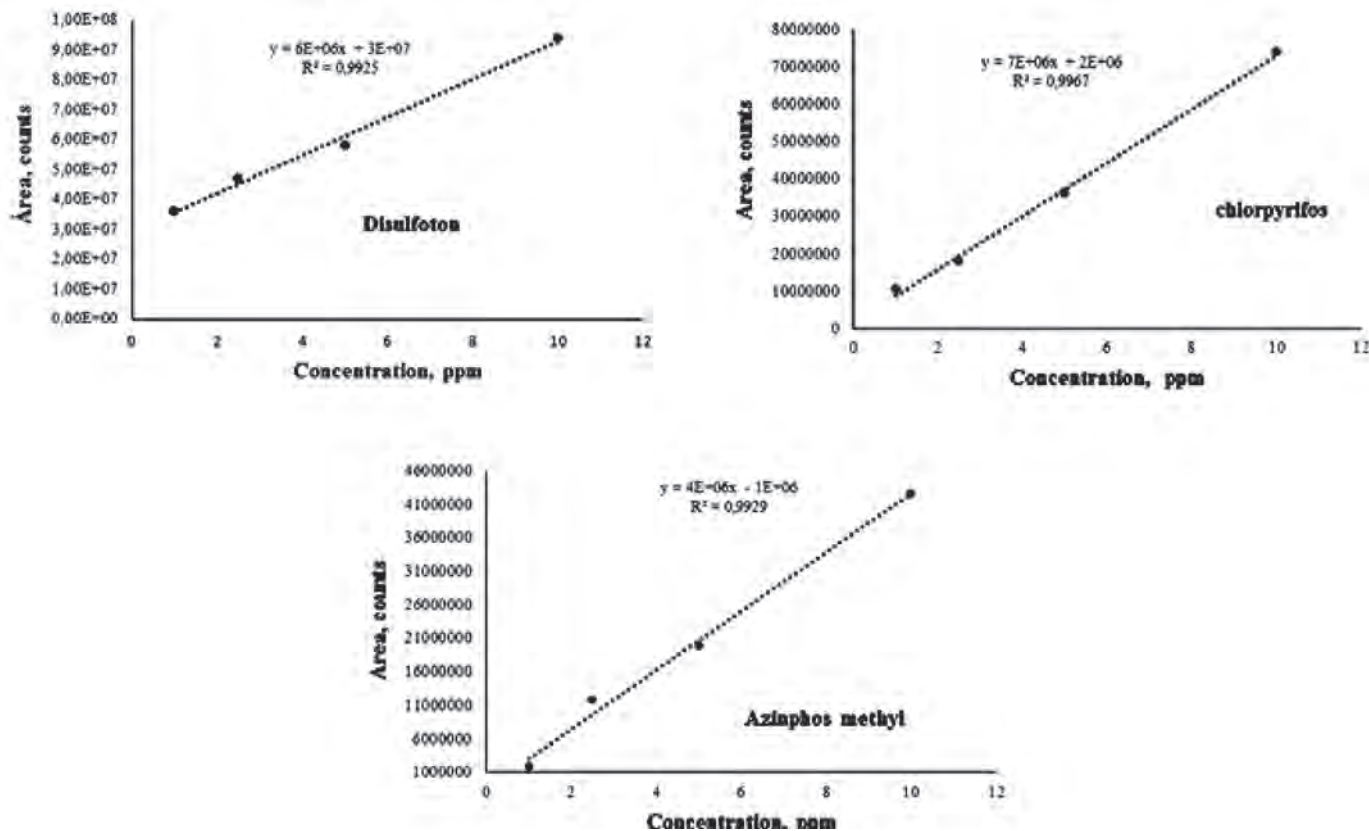 1,00E+08
9,00E+07
8,00E+07
7,00E+07
6,00E+07
5,00E+07
4,00E+07
3,00E+07
2,00E+07
1,00E+07
0,00E+00
Área, counts
y = 6E+06x + 3E+07
R² = 0,9925
Disulfoton
0 2 4 6 8 10 12
Concentration, ppm
80000000
70000000
60000000
50000000
40000000
30000000
20000000
10000000
0
Area, counts
y = 7E+06x + 2E+06
R² = 0,9967
chlorpyrifos
0 2 4 6 8 10 12
Concentration, ppm
46000000
41000000
36000000
31000000
26000000
21000000
16000000
11000000
6000000
1000000
Area, counts
y = 4E+06x - 1E+06
R² = 0,9929
Azinphos methyl
0 2 4 6 8 10 12
Concentration, ppm